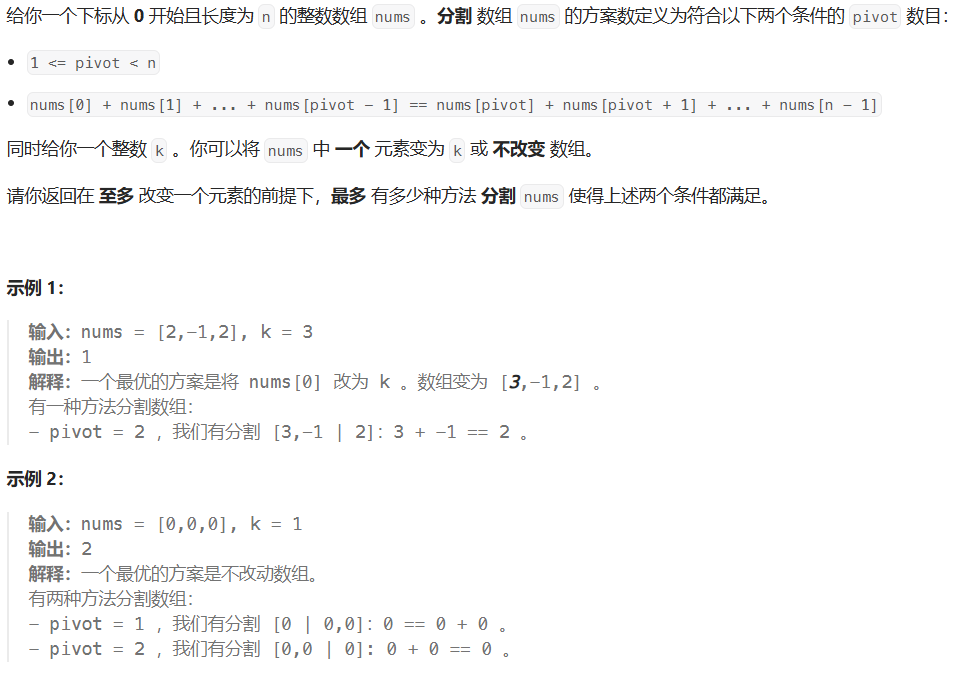 给你一个下标从 0 开始且长度为 n 的整数数组 nums 。分割 数组 nums 的方案数定义为符合以下两个条件的 pivot 数目：
• 1 <= pivot < n
• nums[0] + nums[1] + ... + nums[pivot - 1] == nums[pivot] + nums[pivot + 1] + ... + nums[n - 1]
同时给你一个整数 k 。你可以将 nums 中 一个 元素变为 k 或 不改变 数组。
请你返回在 至多 改变一个元素的前提下，最多 有多少种方法 分割 nums 使得上述两个条件都满足。
示例 1：
输入：nums = [2,-1,2], k = 3
输出：1
解释：一个最优的方案是将 nums[0] 改为 k 。数组变为 [3,-1,2] 。
有一种方法分割数组：
- pivot = 2 ，我们有分割 [3,-1 | 2]：3 + -1 == 2 。
示例 2：
输入：nums = [0,0,0], k = 1
输出：2
解释：一个最优的方案是不改动数组。
有两种方法分割数组：
- pivot = 1 ，我们有分割 [0 | 0,0]：0 == 0 + 0 。
- pivot = 2 ，我们有分割 [0,0 | 0]: 0 + 0 == 0 。